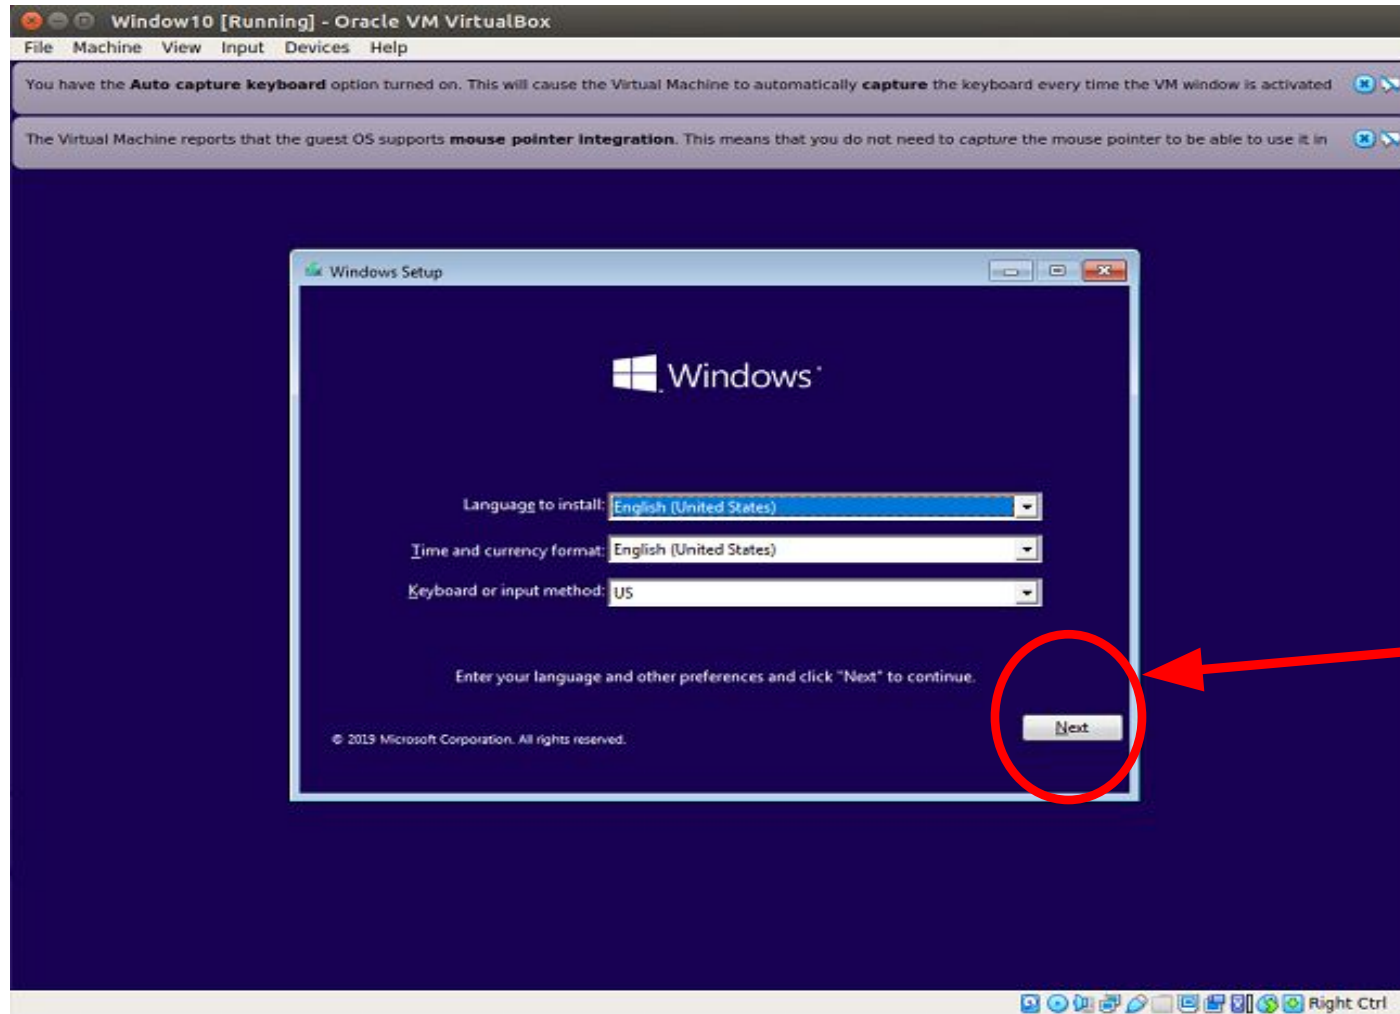 Window10 [Running] - Oracle VM VirtualBox
File Machine View Input Devices Help
You have the Auto capture keyboard option turned on. This will cause the Virtual Machine to automatically capture the keyboard every time the VM window is activated
The Virtual Machine reports that the guest OS supports mouse pointer integration. This means that you do not need to capture the mouse pointer to be able to use it in
Windows Setup
Windows
Language to install: English (United States)
Time and currency format: English (United States)
Keyboard or input method: US
Enter your language and other preferences and click "Next" to continue.
Next
© 2019 Microsoft Corporation. All rights reserved.
Right Ctrl